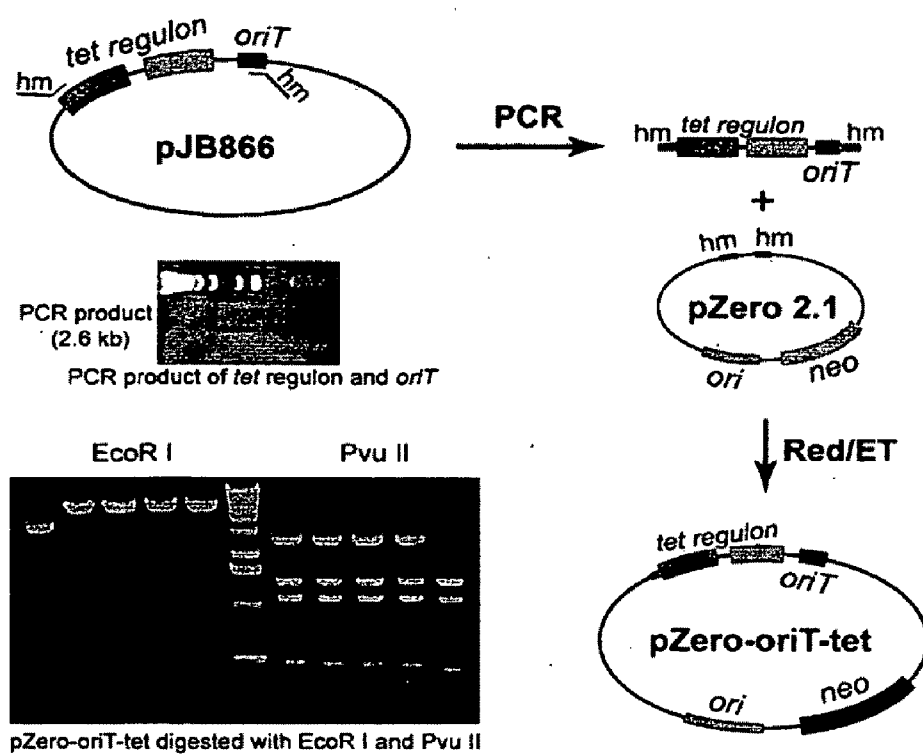 tet regulon
oriT
hm
hm
pJB866
PCR
hm tet regulon hm
oriT
+
hm hm
pZero 2.1
ori
neo
PCR product
(2.6 kb)
PCR product of tet regulon and oriT
Red/ET
EcoR I
Pvu II
tet regulon
oriT
pZero-oriT-tet
ori
neo
pZero-oriT-tet digested with EcoR I and Pvu II